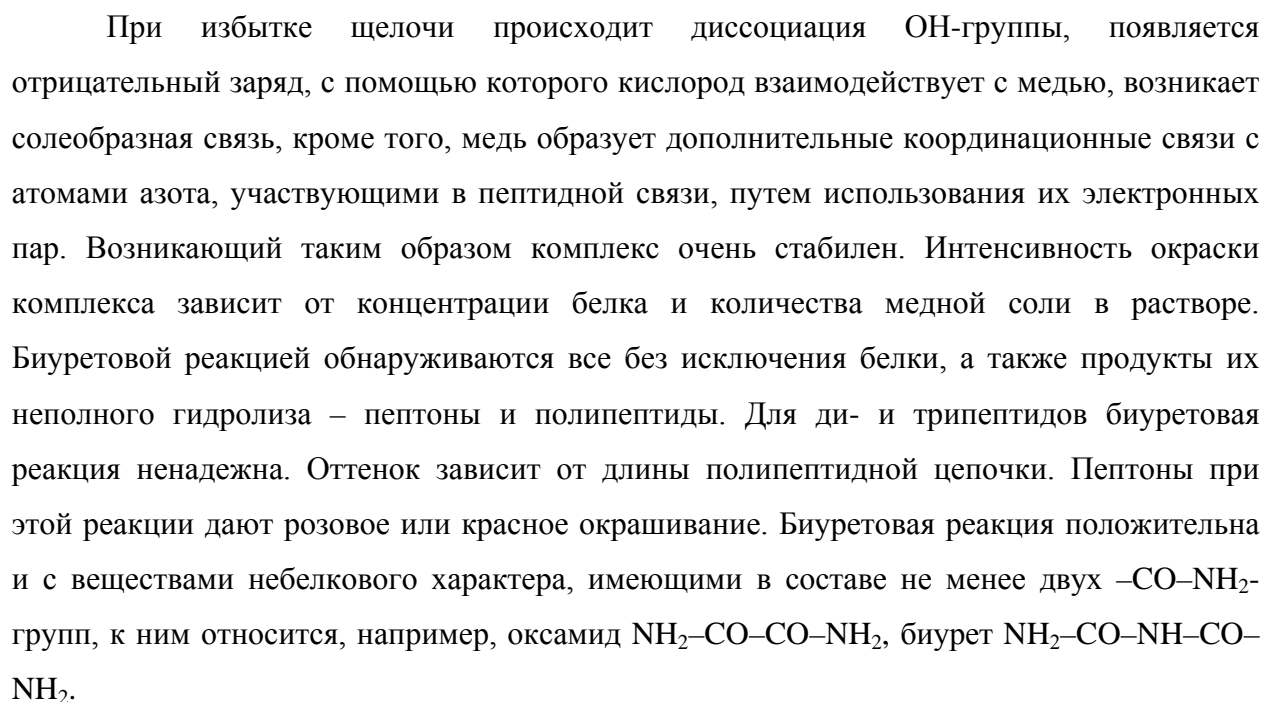 При избытке щелочи происходит диссоциация ОН-группы, появляется
отрицательный заряд, с помощью которого кислород взаимодействует с медью, возникает
солеобразная связь, кроме того, медь образует дополнительные координационные связи с
атомами азота, участвующими в пептидной связи, путем использования их электронных
пар. Возникающий таким образом комплекс очень стабилен. Интенсивность окраски
комплекса зависит от концентрации белка и количества медной соли в растворе.
Биуретовой реакцией обнаруживаются все без исключения белки, а также продукты их
неполного гидролиза – пептоны и полипептиды. Для ди- и трипептидов биуретовая
реакция ненадежна. Оттенок зависит от длины полипептидной цепочки. Пептоны при
этой реакции дают розовое или красное окрашивание. Биуретовая реакция положительна
и с веществами небелкового характера, имеющими в составе не менее двух –CO–NH₂-
групп, к ним относится, например, оксамид NH₂–CO–CO–NH₂, биурет NH₂–CO–NH–CO–
NH₂.